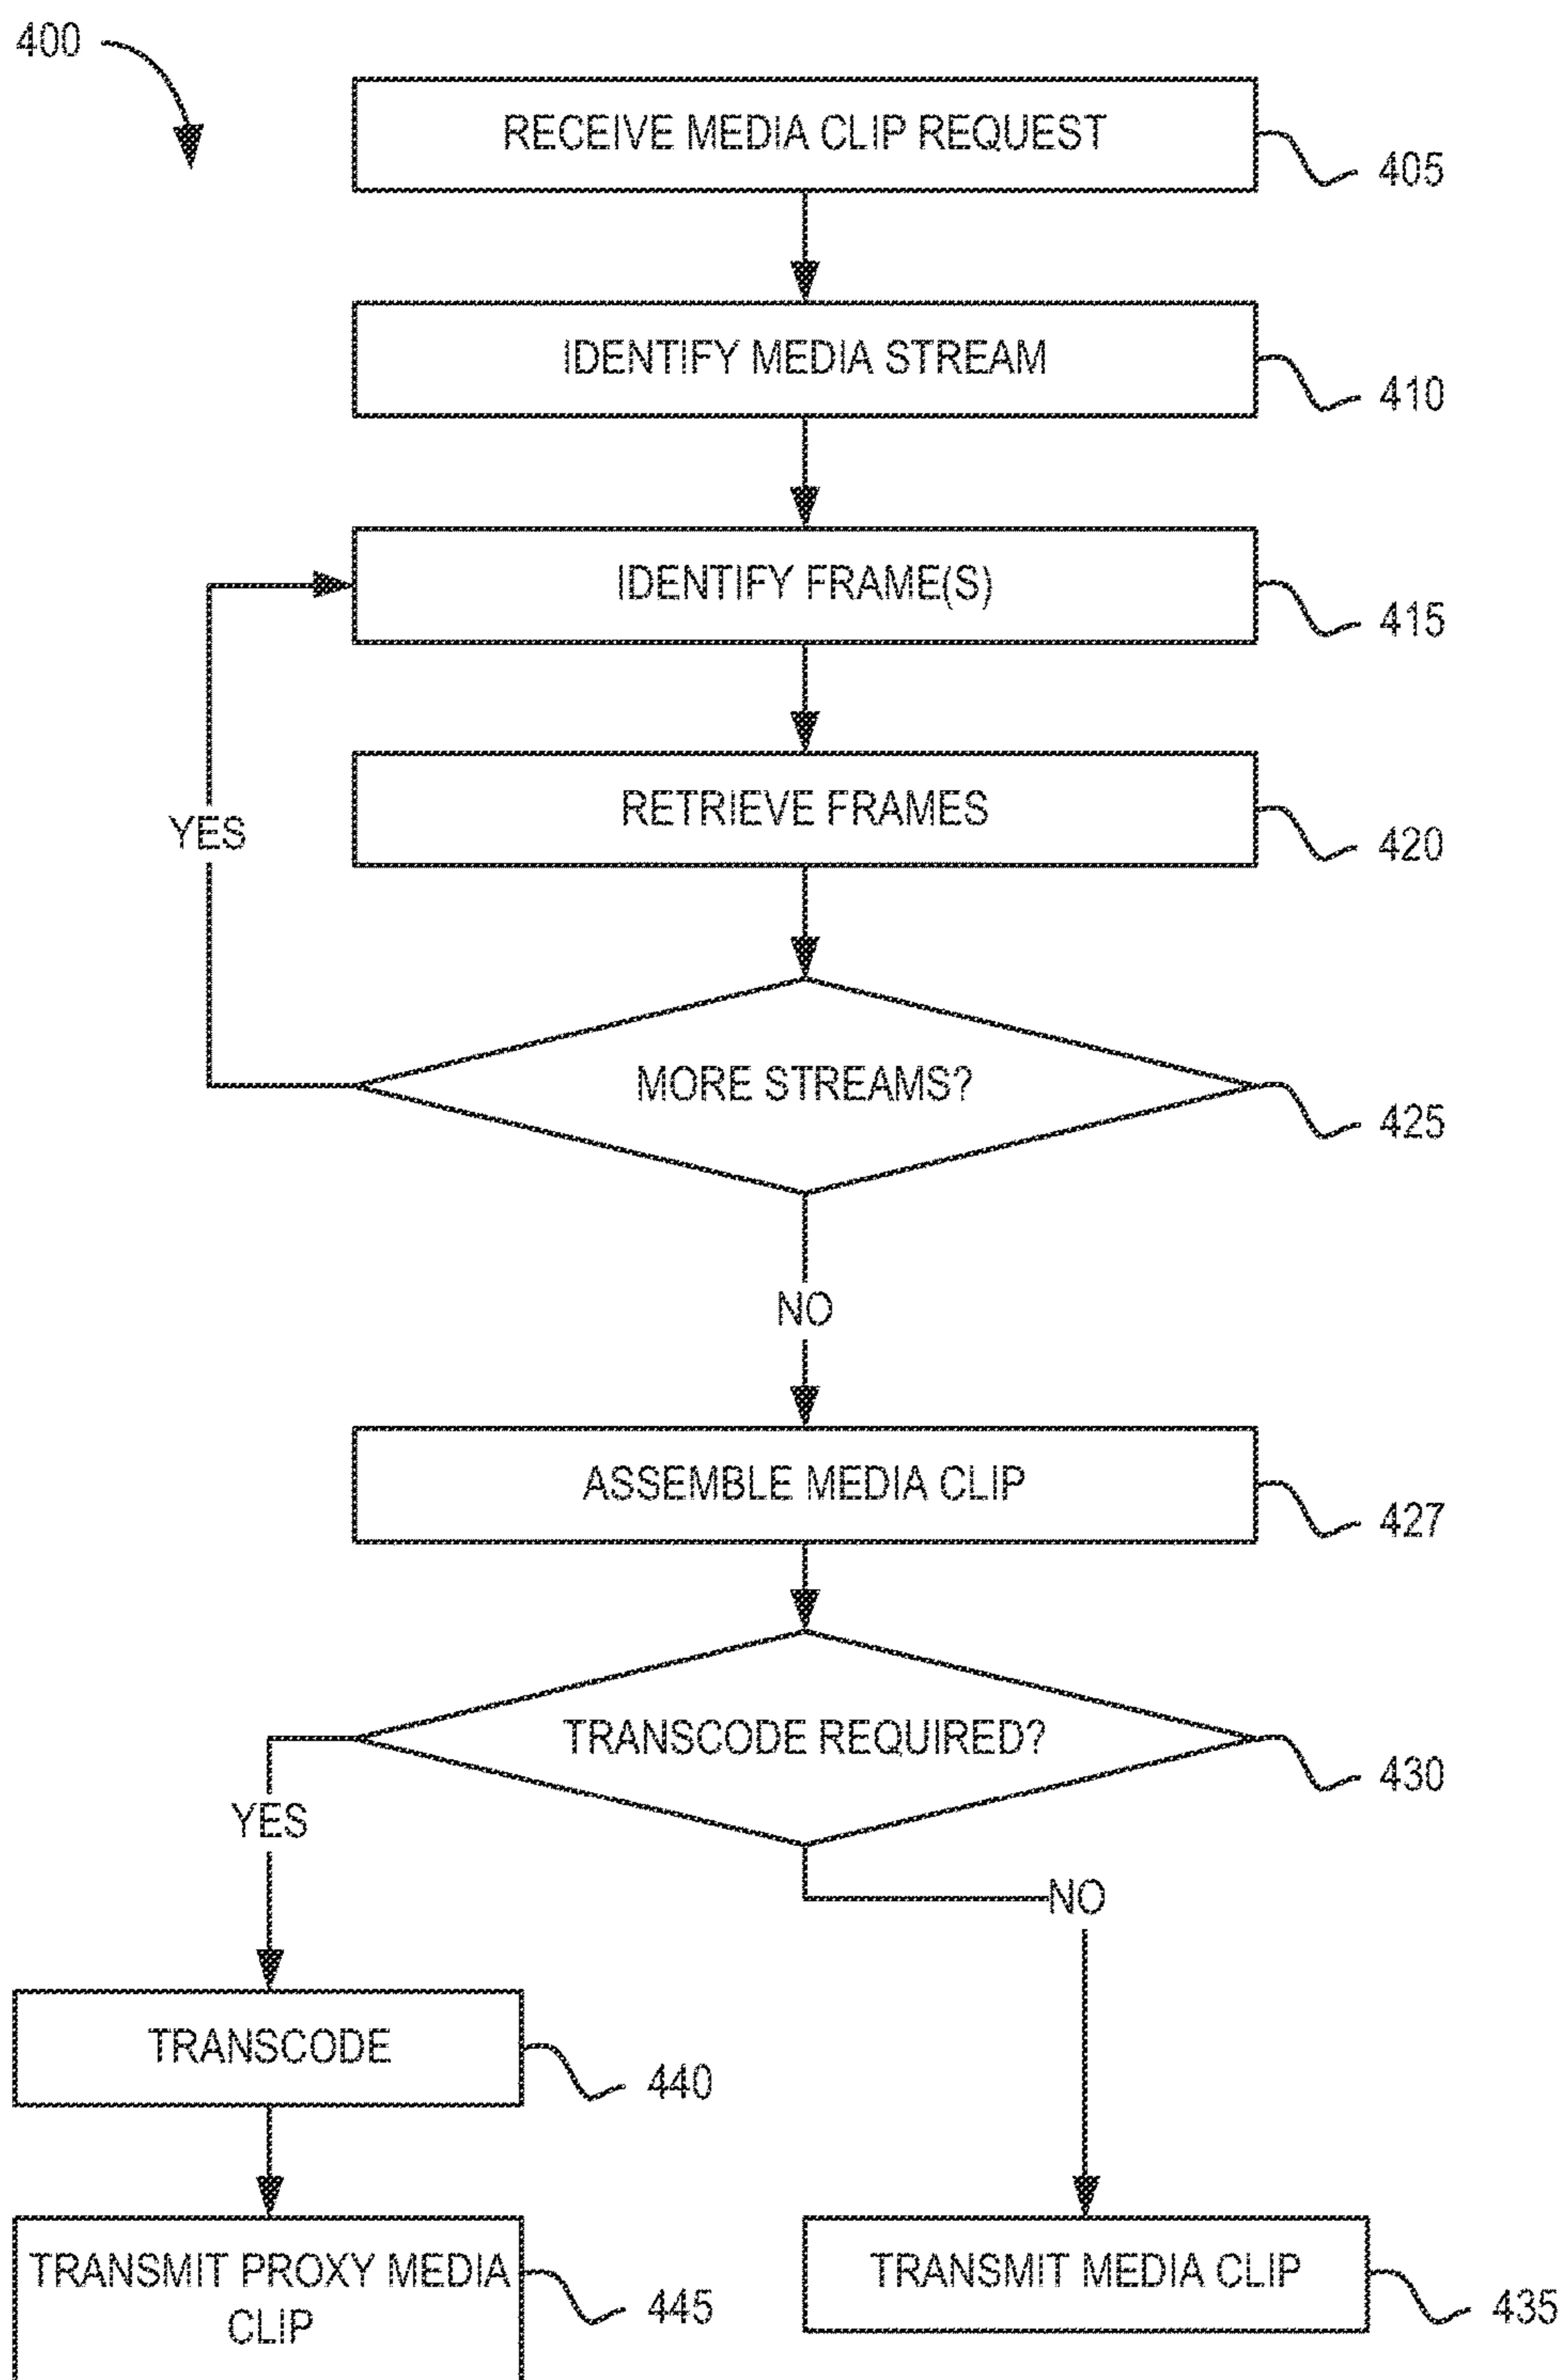 400
RECEIVE MEDIA CLIP REQUEST
405
IDENTIFY MEDIA STREAM
410
IDENTIFY FRAME(S)
415
RETRIEVE FRAMES
420
YES
MORE STREAMS?
425
NO
ASSEMBLE MEDIA CLIP
427
TRANSCODE REQUIRED?
430
YES
NO
TRANSCODE
440
TRANSMIT PROXY MEDIA
CLIP
445
TRANSMIT MEDIA CLIP
435